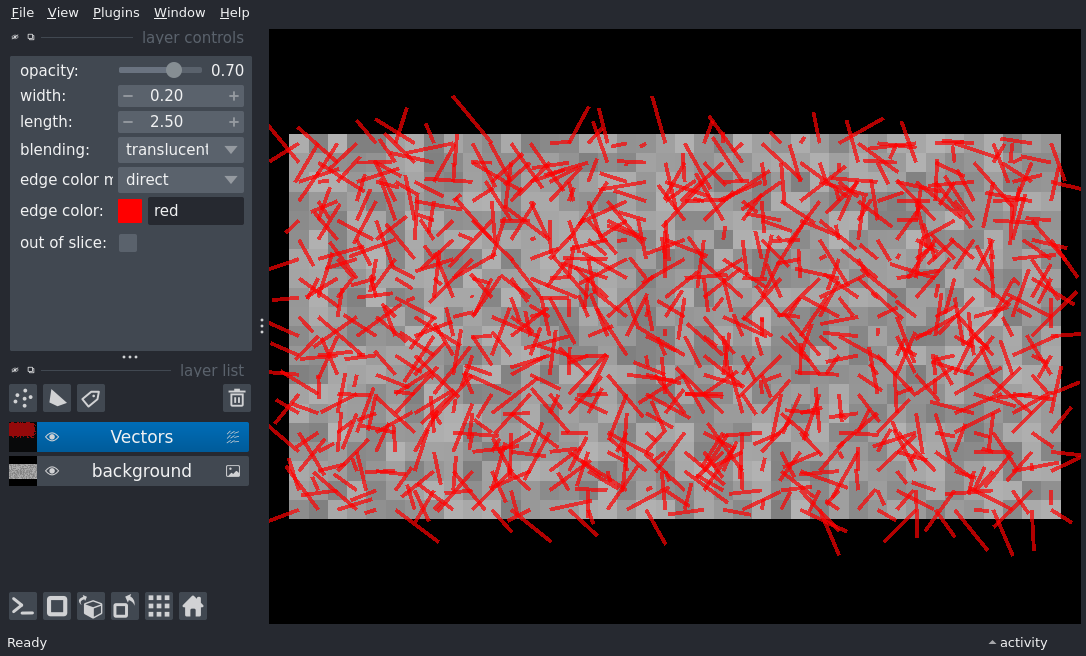 File View Plugins Window Help
layer controls
opacity: 0.70
width: − 0.20 +
length: − 2.50 +
blending: translucent
edge color m direct
edge color: red
out of slice:
layer list
Vectors
background
Ready activity